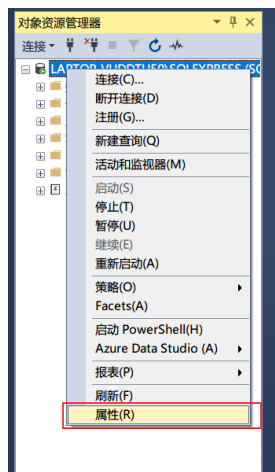 对象资源管理器
连接
连接(C)...
断开连接(D)
注册(G)...
新建查询(Q)
活动和监视器(M)
启动(S)
停止(T)
暂停(U)
继续(E)
重新启动(A)
策略(O)
Facets(A)
启动 PowerShell(H)
Azure Data Studio (A)
报表(P)
刷新(F)
属性(R)